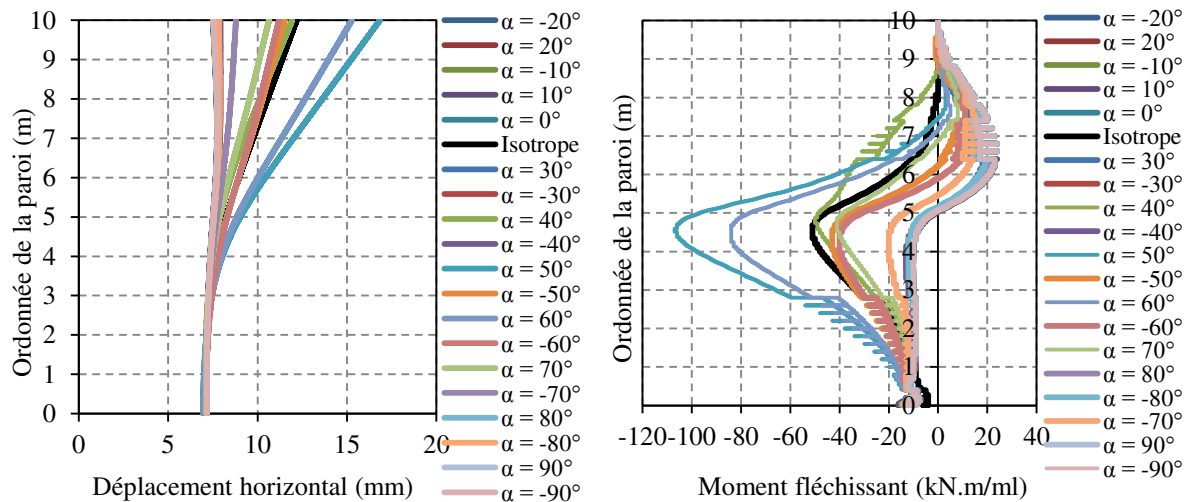 Ordonnée de la paroi (m)
10
9
8
7
6
5
4
3
2
1
0
0
5
10
15
20
Déplacement horizontal (mm)
α = -20°
α = 20°
α = -10°
α = 10°
α = 0°
Isotrope
α = 30°
α = -30°
α = 40°
α = -40°
α = 50°
α = -50°
α = 60°
α = -60°
α = 70°
α = -70°
α = 80°
α = -80°
α = 90°
α = -90°
Ordonnée de la paroi (m)
10
9
8
7
6
5
4
3
2
1
0
-120
-100
-80
-60
-40
-20
0
20
40
Moment fléchissant (kN.m/ml)
α = -20°
α = 20°
α = -10°
α = 10°
α = 0°
Isotrope
α = 30°
α = -30°
α = 40°
α = -40°
α = 50°
α = -50°
α = 60°
α = -60°
α = 70°
α = 80°
α = -80°
α = -70°
α = 90°
α = -90°